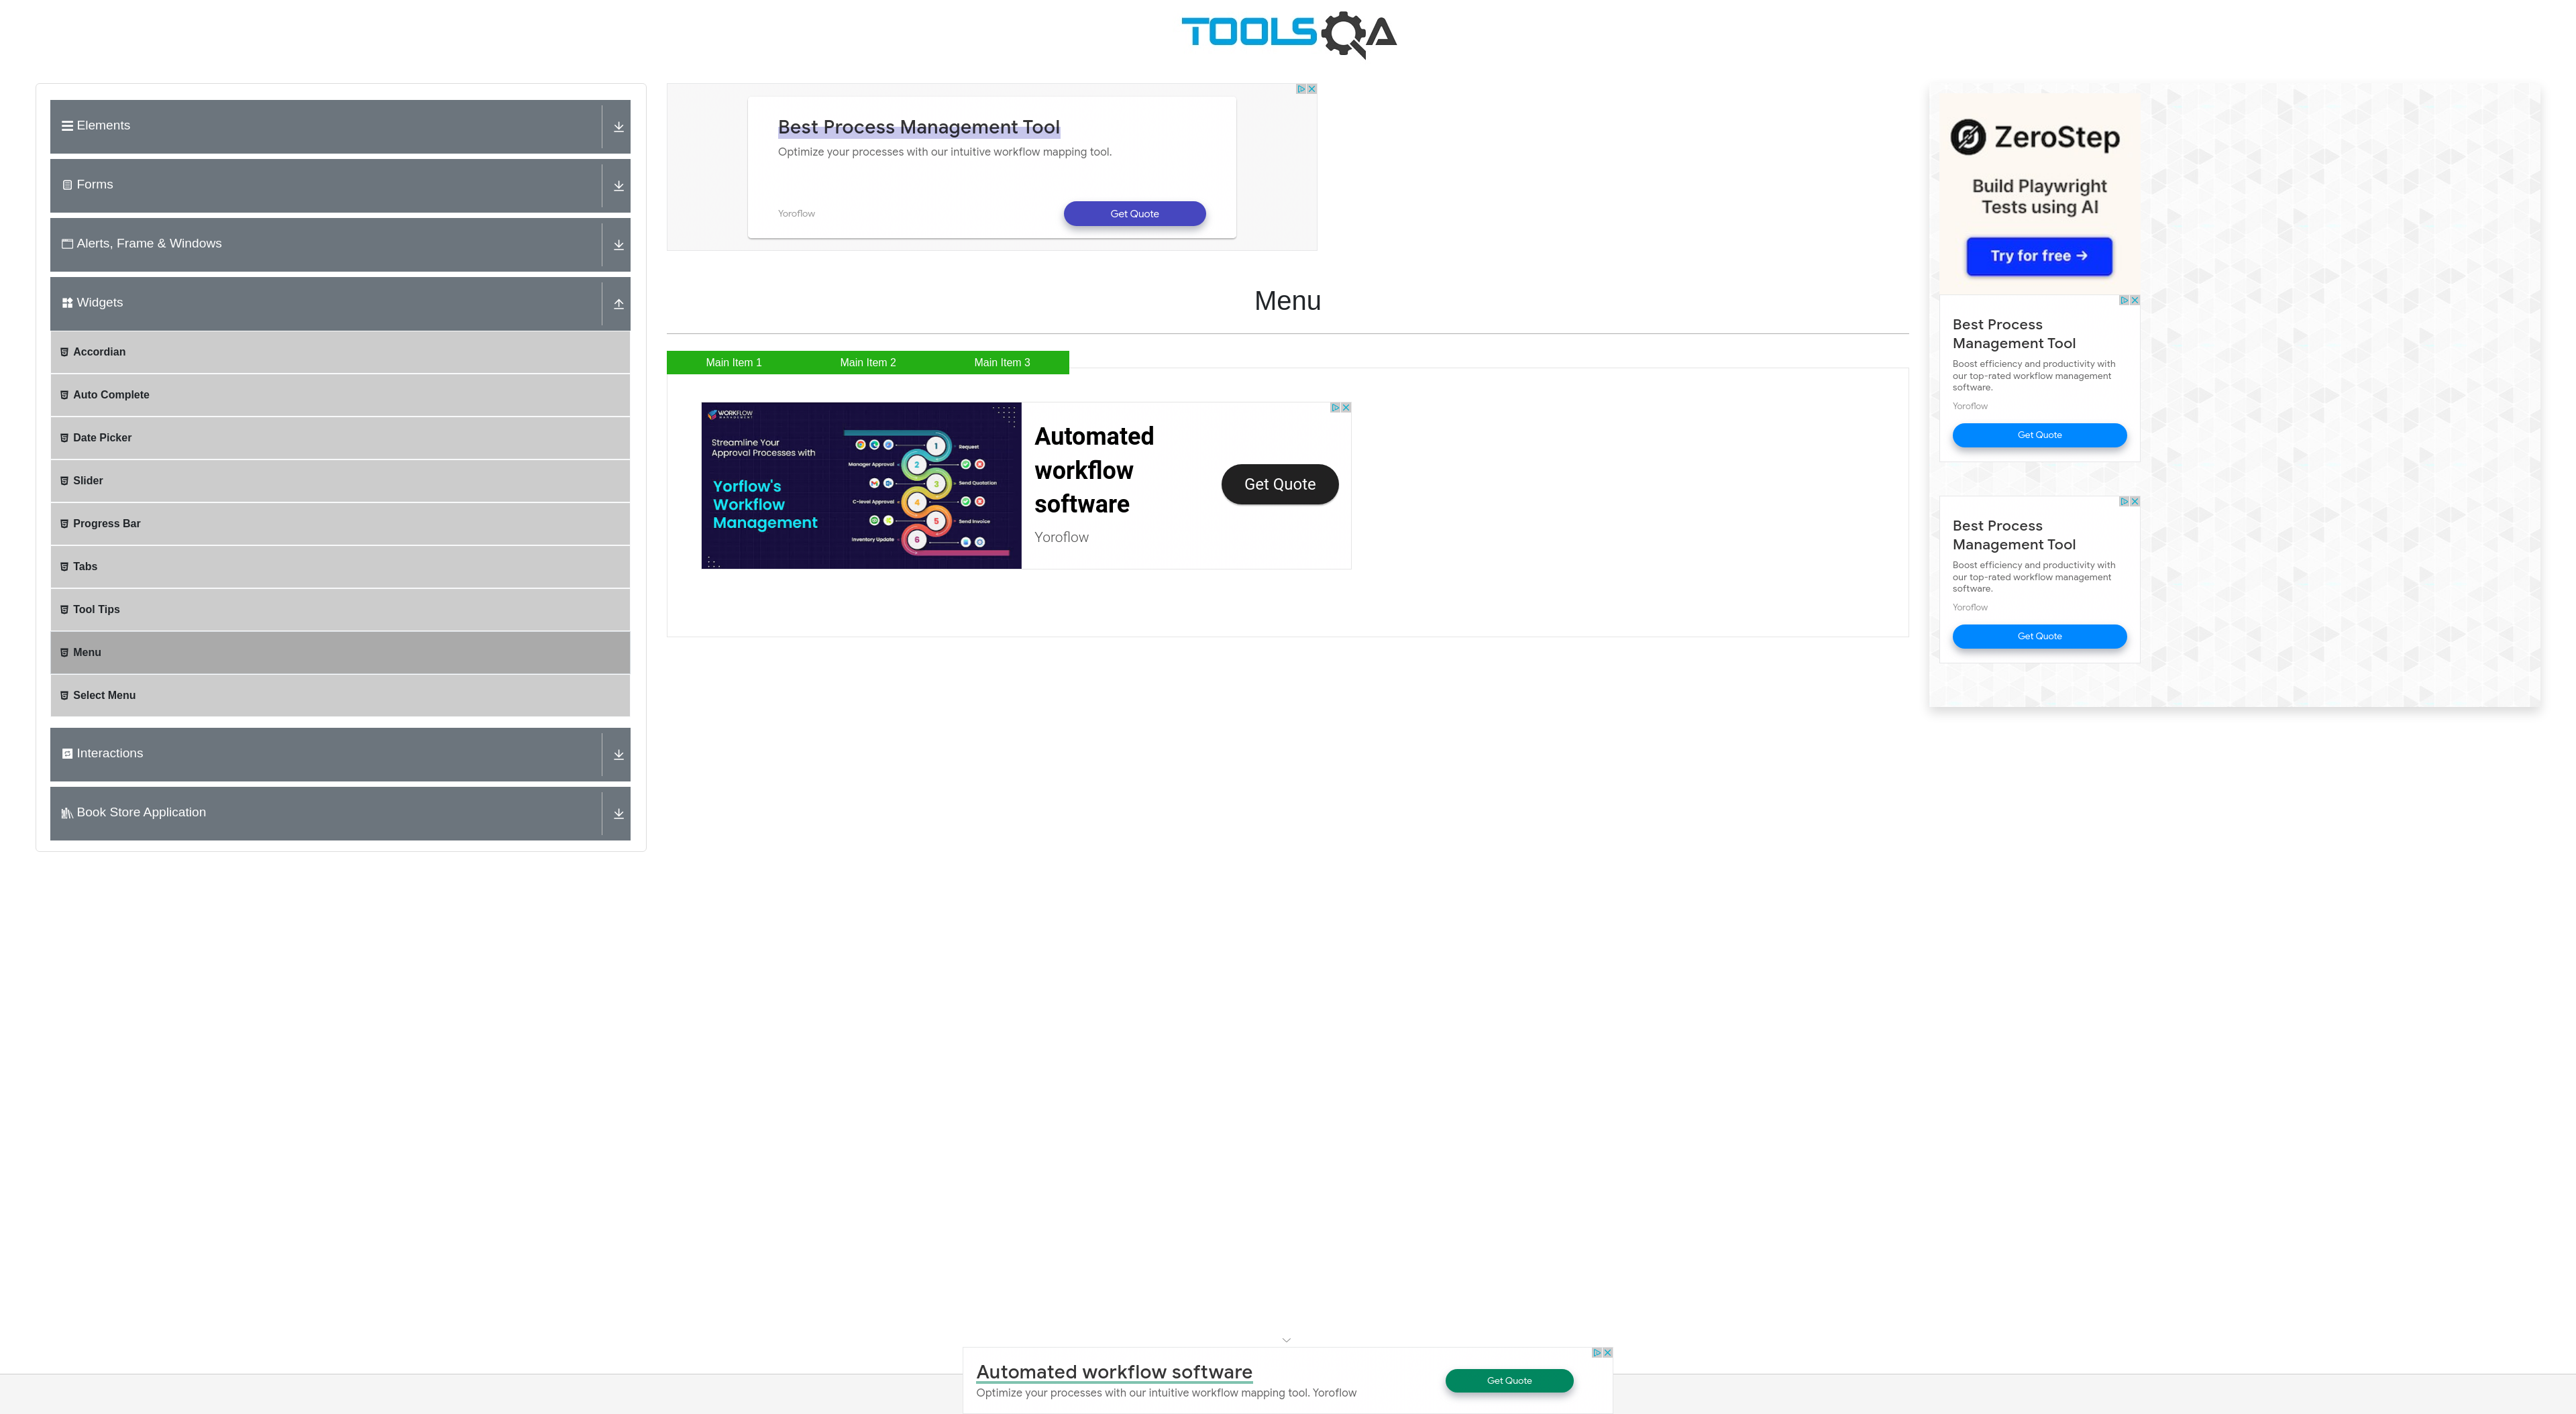 TOOLSQA
Elements
Forms
Alerts, Frame & Windows
Widgets
Accordian
Auto Complete
Date Picker
Slider
Progress Bar
Tabs
Tool Tips
Menu
Select Menu
Interactions
Book Store Application
Best Process Management Tool
Optimize your processes with our intuitive workflow mapping tool.
Yoroflow
Get Quote
Menu
Main Item 1
Main Item 2
Main Item 3
WORKFLOW
MANAGEMENT
Streamline Your
Approval Processes with
Yorflow's
Workflow
Management
1
Request
Manager Approval
2
3
Send Quotation
C-level Approval
4
5
Send Invoice
Inventory Update
6
Automated
workflow
software
Yoroflow
Get Quote
ZeroStep
Build Playwright
Tests using AI
Try for free →
Best Process
Management Tool
Boost efficiency and productivity with
our top-rated workflow management
software.
Yoroflow
Get Quote
Best Process
Management Tool
Boost efficiency and productivity with
our top-rated workflow management
software.
Yoroflow
Get Quote
Automated workflow software
Optimize your processes with our intuitive workflow mapping tool. Yoroflow
Get Quote